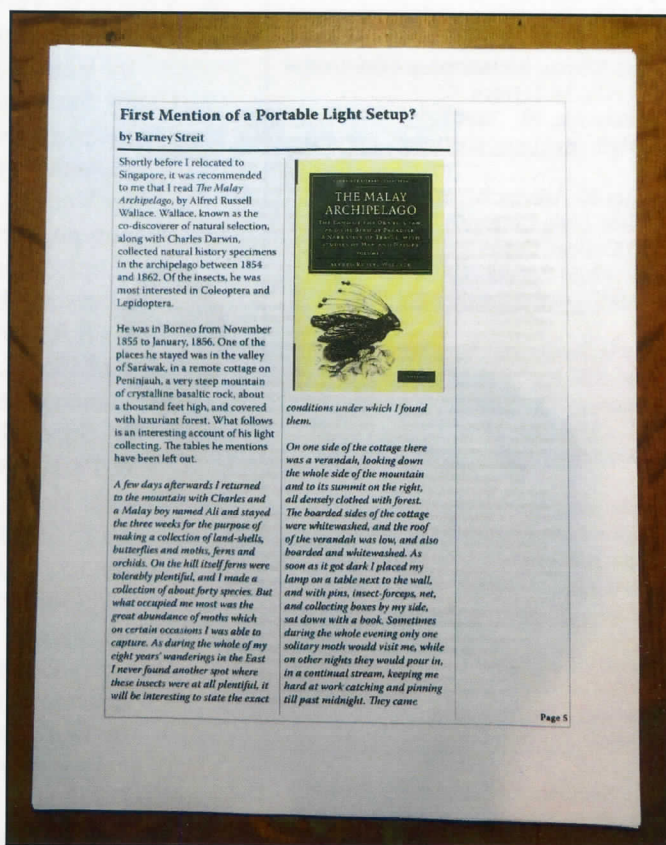 First Mention of a Portable Light Setup?
by Barney Streit
Shortly before I relocated to
Singapore, it was recommended
to me that I read The Malay
Archipelago, by Alfred Russell
Wallace. Wallace, known as the
co-discoverer of natural selection,
along with Charles Darwin,
collected natural history specimens
in the archipelago between 1854
and 1862. Of the insects, he was
most interested in Coleoptera and
Lepidoptera.
He was in Borneo from November
1855 to January, 1856. One of the
places he stayed was in the valley
of Saráwak, in a remote cottage on
Peninjauh, a very steep mountain
of crystalline basaltic rock, about
a thousand feet high, and covered
with luxuriant forest. What follows
is an interesting account of his light
collecting. The tables he mentions
have been left out.
A few days afterwards I returned
to the mountain with Charles and
a Malay boy named Ali and stayed
the three weeks for the purpose of
making a collection of land-shells,
butterflies and moths, ferns and
orchids. On the hill itself ferns were
tolerably plentiful, and I made a
collection of about forty species. But
what occupied me most was the
great abundance of moths which
on certain occasions I was able to
capture. As during the whole of my
eight years' wanderings in the East
I never found another spot where
these insects were at all plentiful, it
will be interesting to state the exact
THE MALAY
ARCHIPELAGO
conditions under which I found
them.
On one side of the cottage there
was a verandah, looking down
the whole side of the mountain
and to its summit on the right,
all densely clothed with forest.
The boarded sides of the cottage
were whitewashed, and the roof
of the verandah was low, and also
boarded and whitewashed. As
soon as it got dark I placed my
lamp on a table next to the wall,
and with pins, insect-forceps, net,
and collecting boxes by my side,
sat down with a book. Sometimes
during the whole evening only one
solitary moth would visit me, while
on other nights they would pour in,
in a continual stream, keeping me
hard at work catching and pinning
till past midnight. They came
Page 5